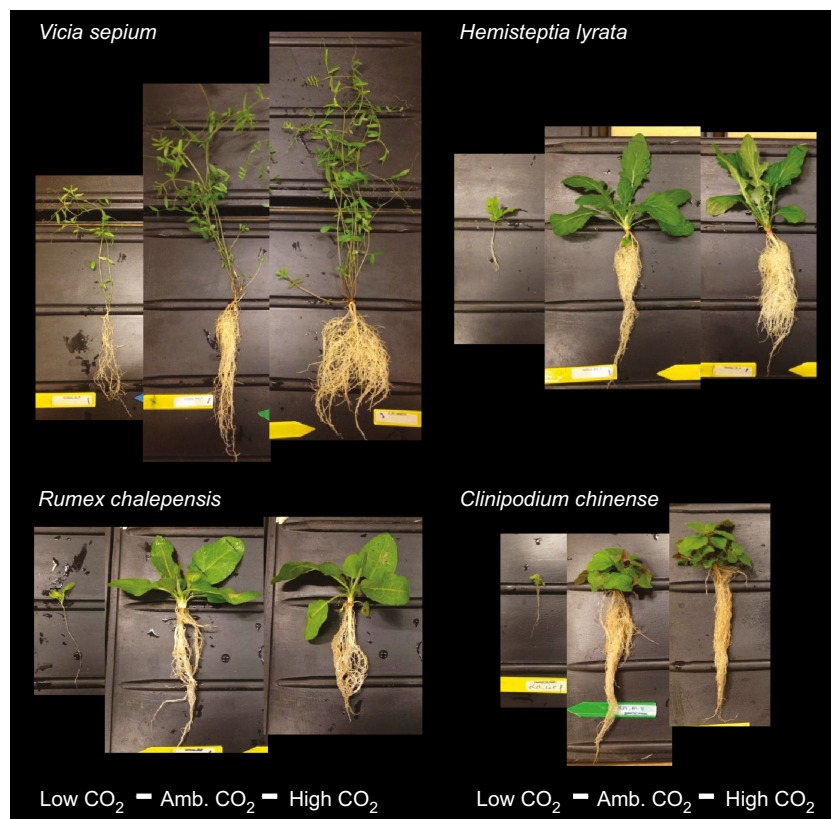 Vicia sepium
Hemisteptia lyrata
Rumex chalepensis
Clinipodium chinense
Low CO₂ – Amb. CO₂ – High CO₂
Low CO₂ – Amb. CO₂ – High CO₂